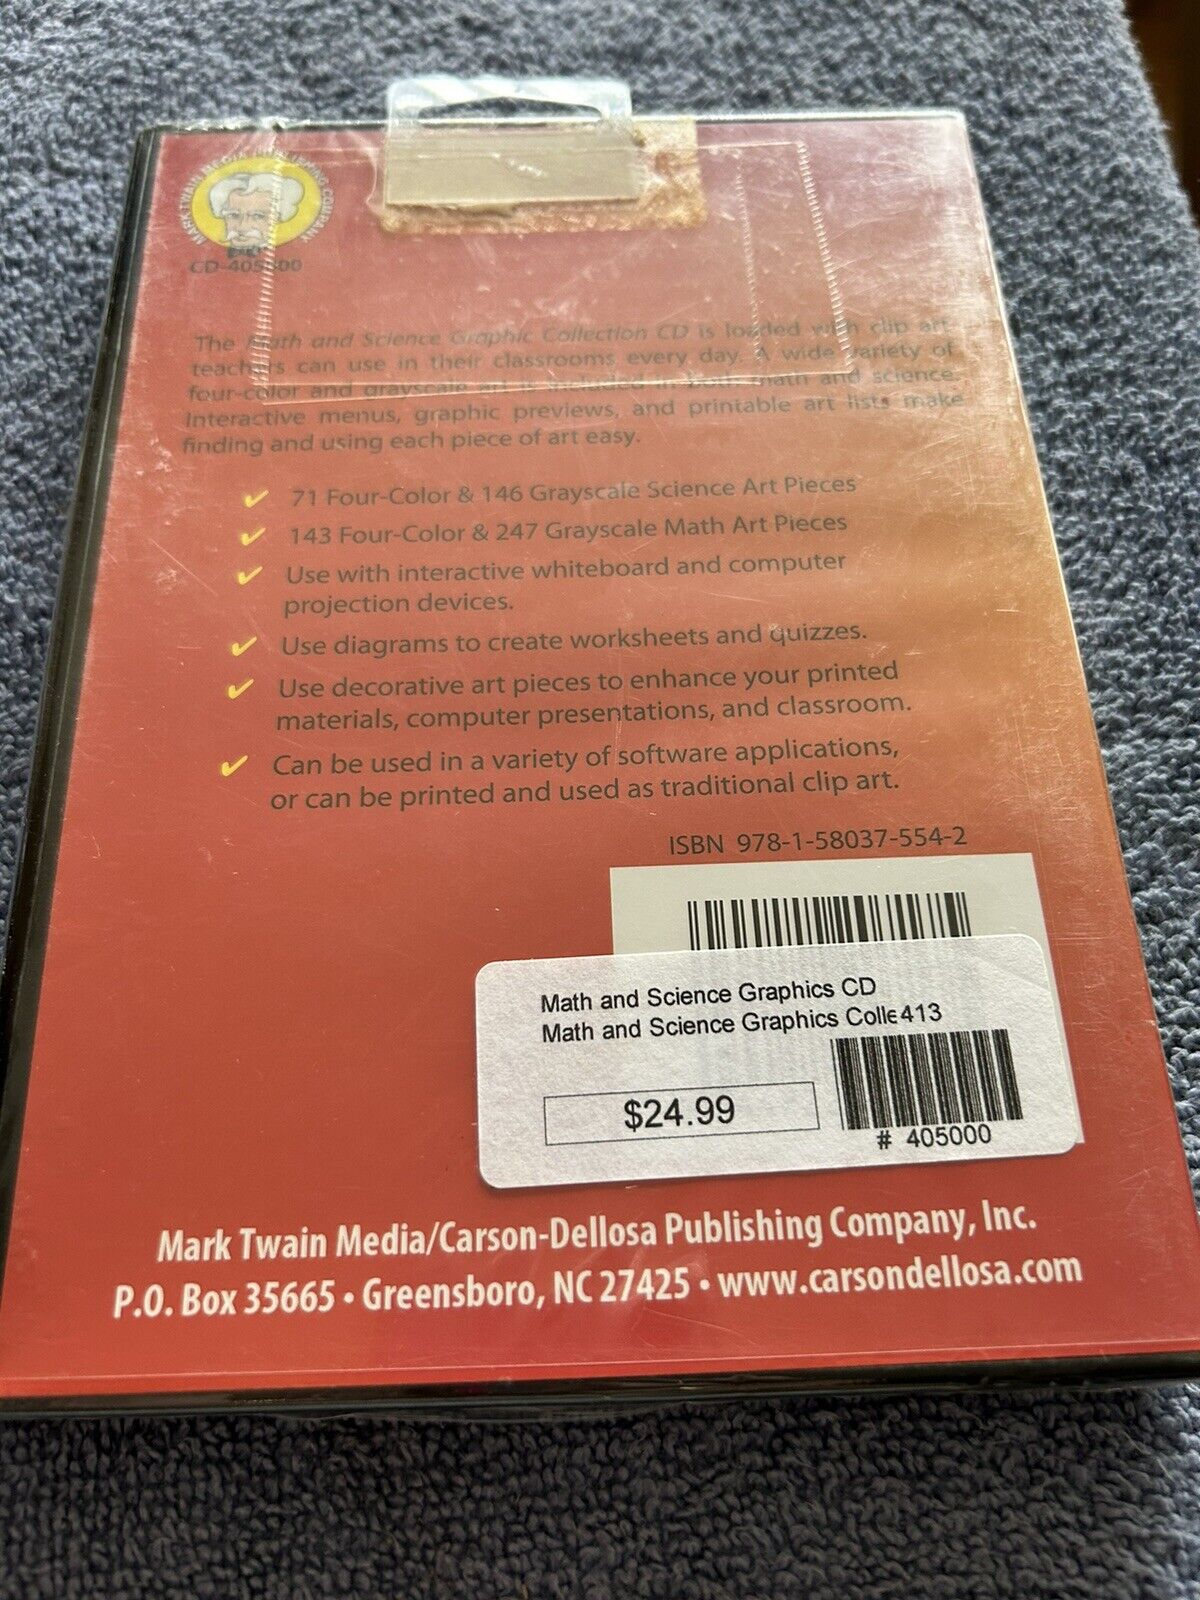 MARK TWAIN MEDIA PUBLISHING COMPANY
CD-405000
The Math and Science Graphic Collection CD is loaded with clip art
teachers can use in their classrooms every day. A wide variety of
four-color and grayscale art is included in both math and science.
Interactive menus, graphic previews, and printable art lists make
finding and using each piece of art easy.
✓ 71 Four-Color & 146 Grayscale Science Art Pieces
✓ 143 Four-Color & 247 Grayscale Math Art Pieces
✓ Use with interactive whiteboard and computer
projection devices.
✓ Use diagrams to create worksheets and quizzes.
✓ Use decorative art pieces to enhance your printed
materials, computer presentations, and classroom.
✓ Can be used in a variety of software applications,
or can be printed and used as traditional clip art.
ISBN 978-1-58037-554-2
Math and Science Graphics CD
Math and Science Graphics Colle413
$24.99
# 405000
Mark Twain Media/Carson-Dellosa Publishing Company, Inc.
P.O. Box 35665 • Greensboro, NC 27425 • www.carsondellosa.com